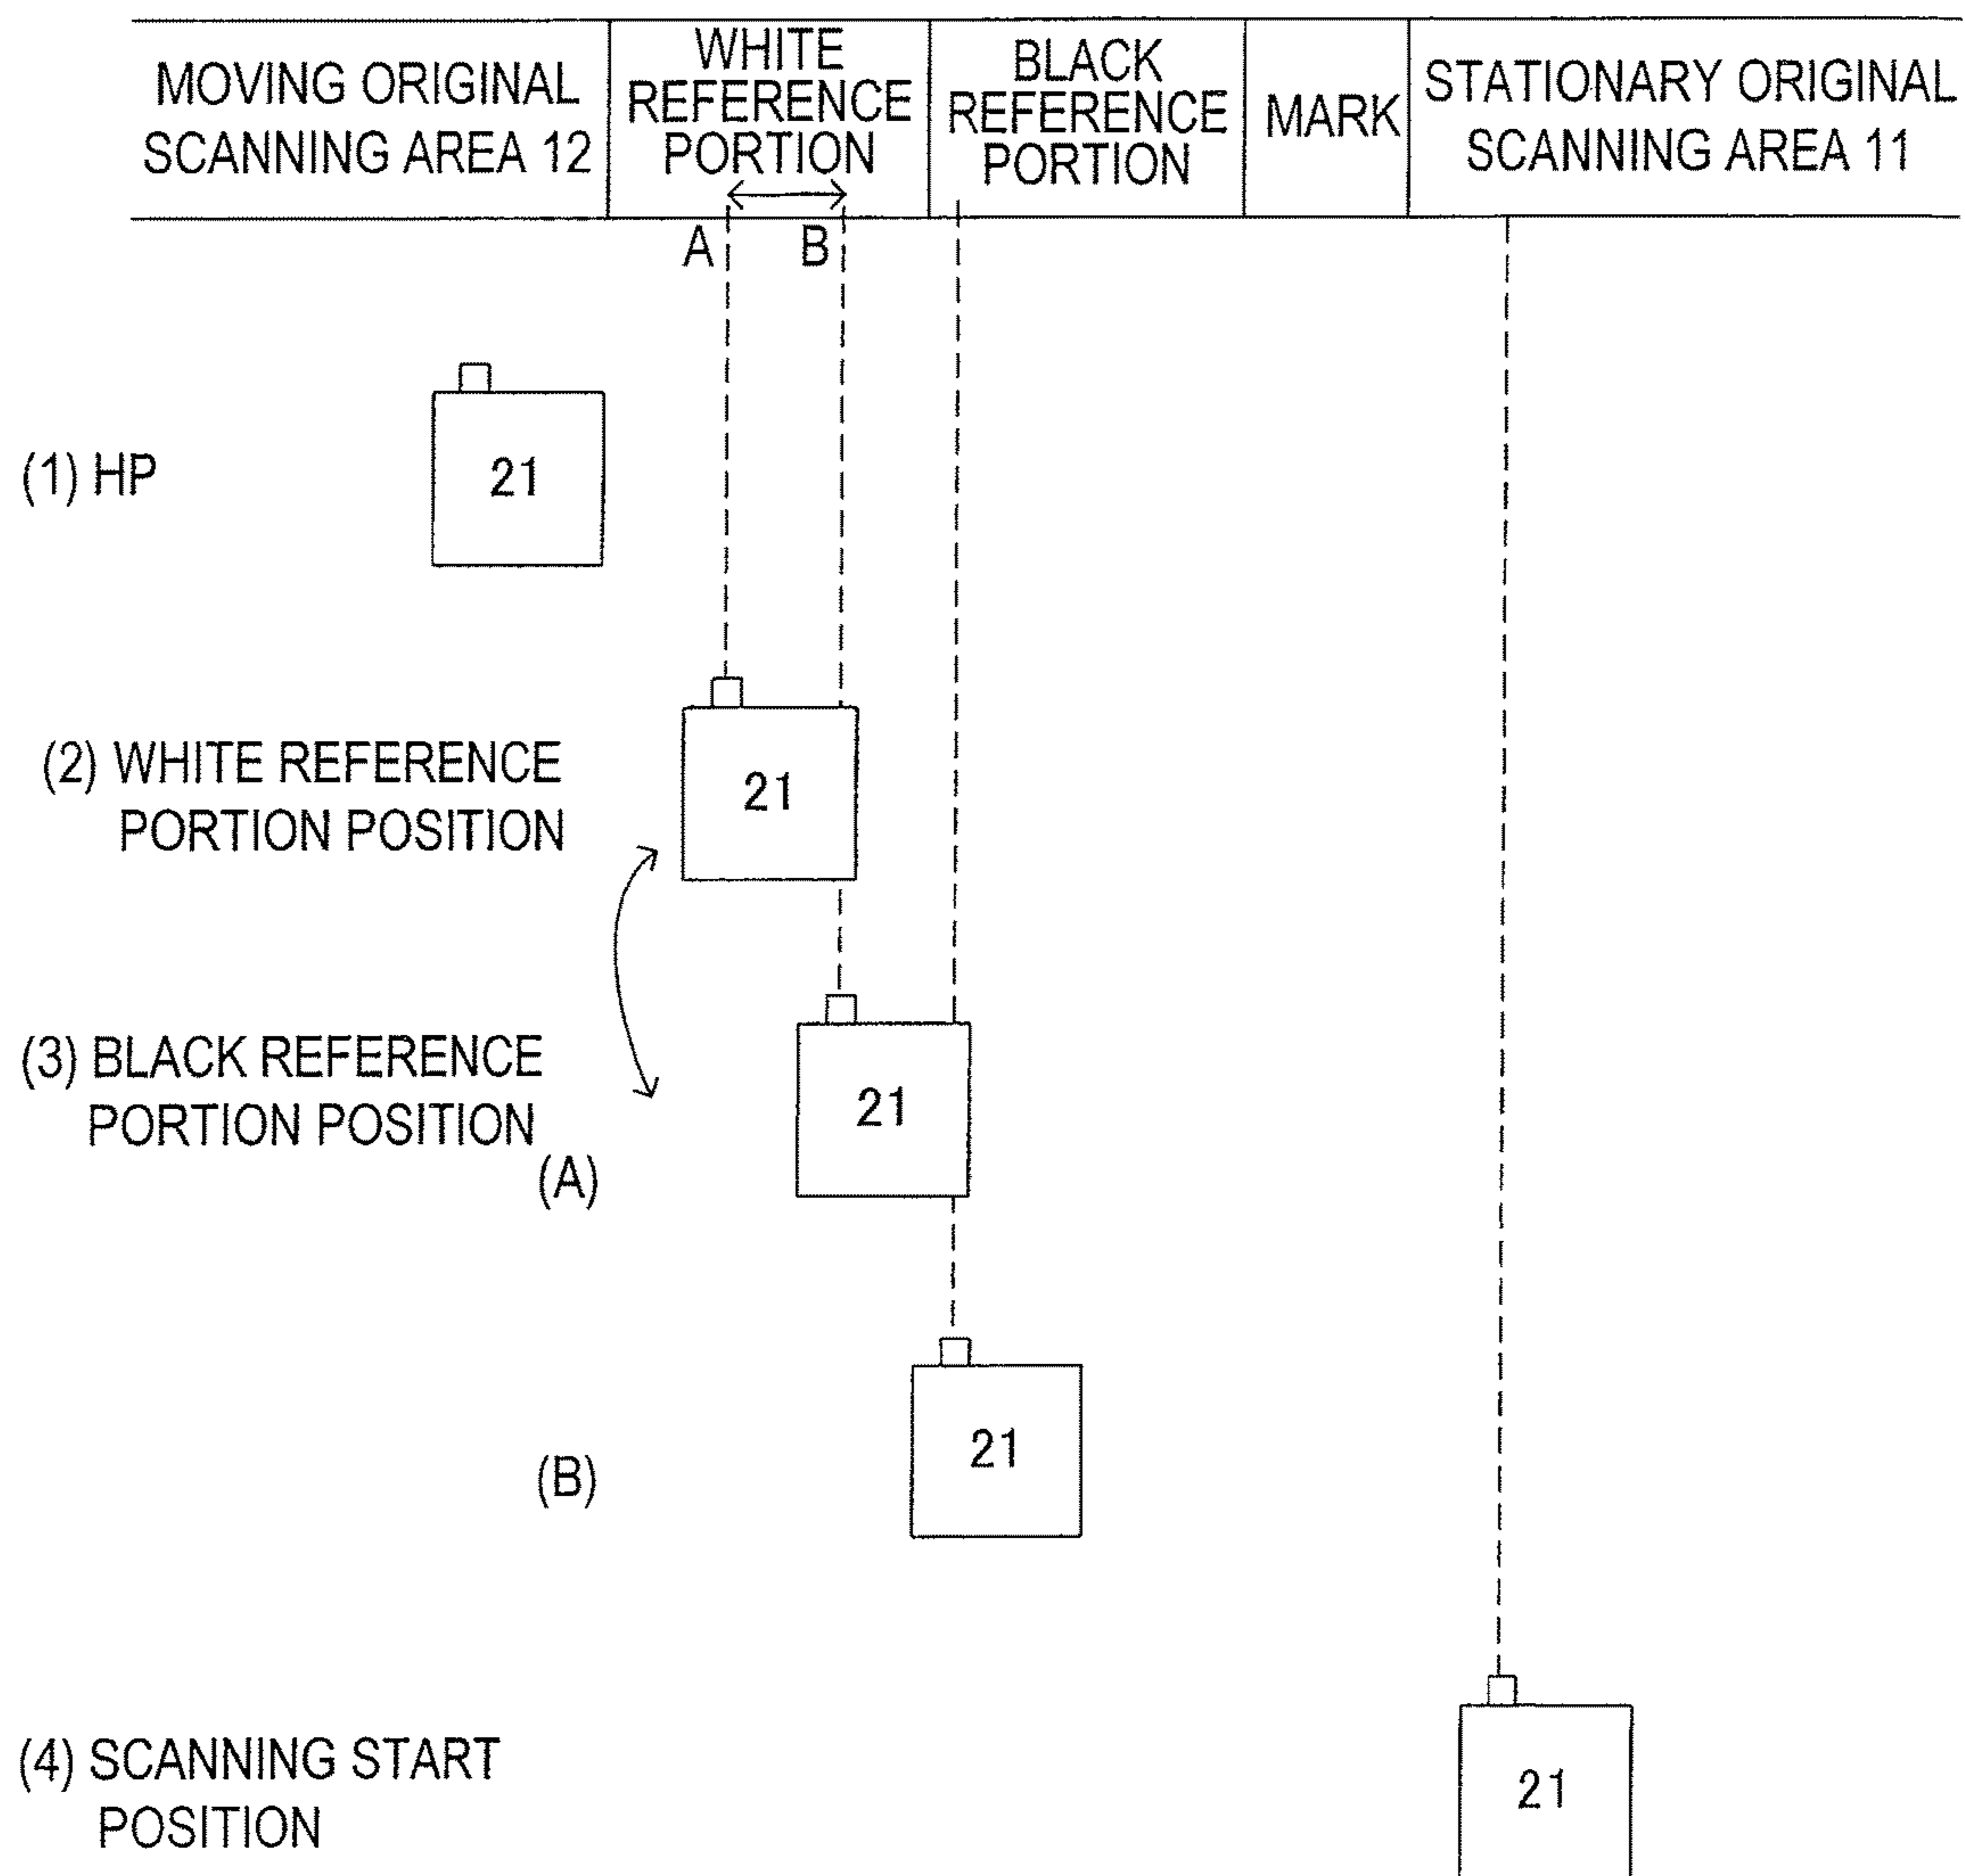 MOVING ORIGINAL
SCANNING AREA 12
WHITE
REFERENCE
PORTION
BLACK
REFERENCE
PORTION
MARK
STATIONARY ORIGINAL
SCANNING AREA 11
A
B
(1) HP
21
(2) WHITE REFERENCE
PORTION POSITION
21
(3) BLACK REFERENCE
PORTION POSITION
(A)
21
(B)
21
(4) SCANNING START
POSITION
21